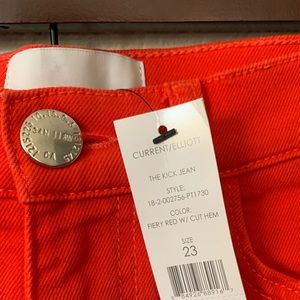 CURRENT/ELLIOTT
THE KICK JEAN
STYLE:
18-2-002756-PT1730
COLOR:
FIERY RED W/ CUT HEM
SIZE
23